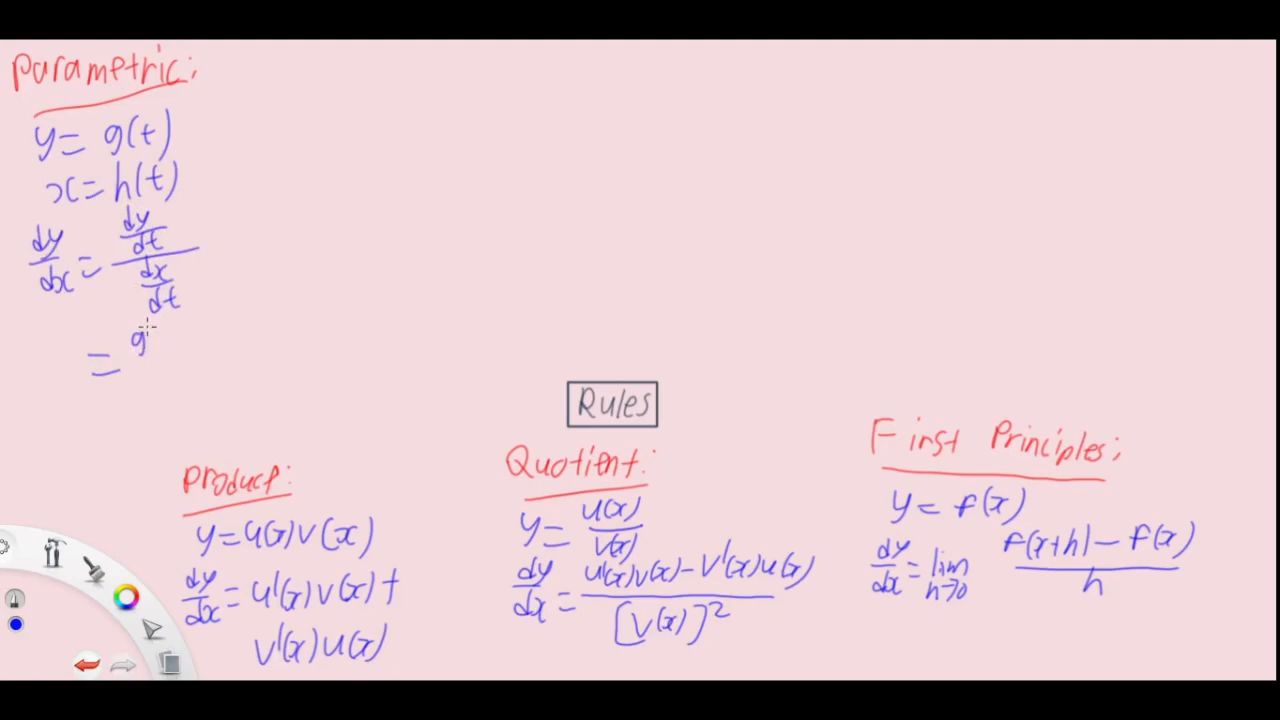 Parametric:
y = g(t)
x = h(t)
dy/dx = (dy/dt)/(dx/dt)
= g
Rules
Product:
y = u(x)v(x)
dy/dx = u'(x)v(x) +
v'(x)u(x)
Quotient:
y = u(x)/v(x)
dy/dx = (u'(x)v(x) - v'(x)u(x))/[v(x)]²
First Principles:
y = f(x)
dy/dx = lim h→0 (f(x+h) - f(x))/h